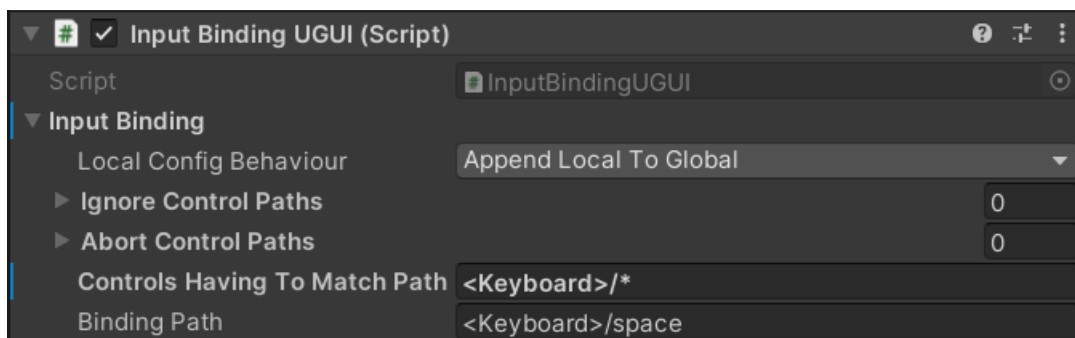 Input Binding UGUI (Script)
Script InputBindingUGUI
Input Binding
Local Config Behaviour Append Local To Global
Ignore Control Paths 0
Abort Control Paths 0
Controls Having To Match Path <Keyboard>/*
Binding Path <Keyboard>/space